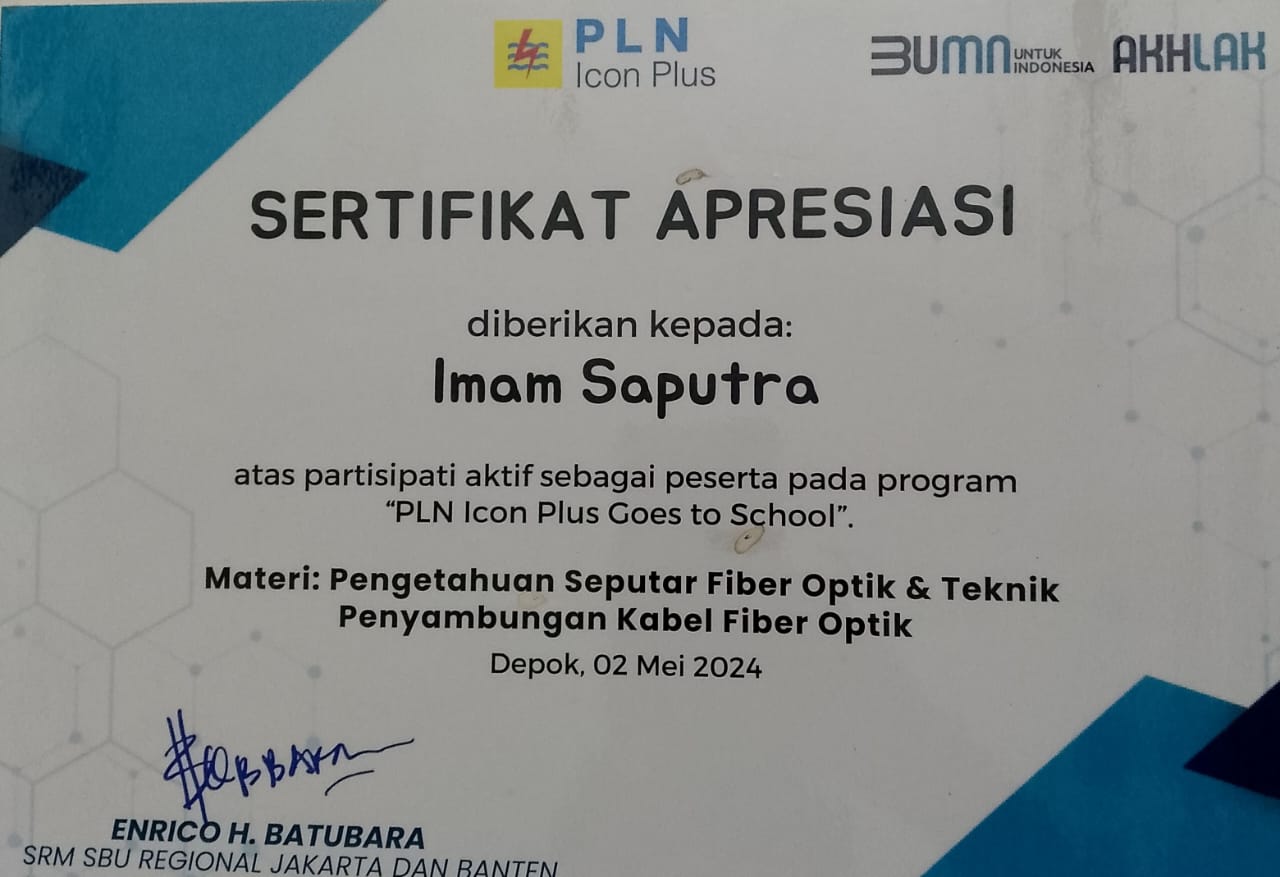 PLN
Icon Plus
BUMN UNTUK INDONESIA AKHLAK
SERTIFIKAT APRESIASI
diberikan kepada:
Imam Saputra
atas partisipati aktif sebagai peserta pada program
“PLN Icon Plus Goes to School”.
Materi: Pengetahuan Seputar Fiber Optik & Teknik
Penyambungan Kabel Fiber Optik
Depok, 02 Mei 2024
ENRICO H. BATUBARA
SRM SBU REGIONAL JAKARTA DAN BANTEN